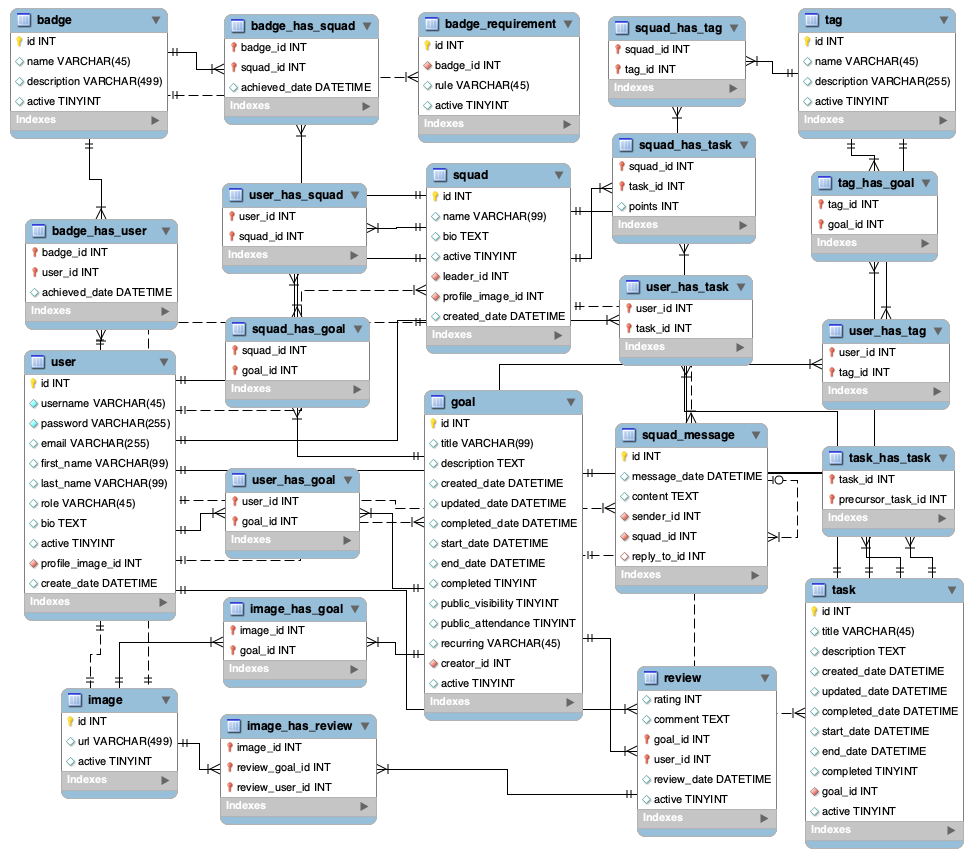 badge
id INT
name VARCHAR(45)
description VARCHAR(499)
active TINYINT
Indexes
badge_has_squad
badge_id INT
squad_id INT
achieved_date DATETIME
Indexes
badge_requirement
id INT
badge_id INT
rule VARCHAR(45)
active TINYINT
Indexes
squad_has_tag
squad_id INT
tag_id INT
Indexes
tag
id INT
name VARCHAR(45)
description VARCHAR(255)
active TINYINT
Indexes
badge_has_user
badge_id INT
user_id INT
achieved_date DATETIME
Indexes
user_has_squad
user_id INT
squad_id INT
Indexes
squad
id INT
name VARCHAR(99)
bio TEXT
active TINYINT
leader_id INT
profile_image_id INT
created_date DATETIME
Indexes
squad_has_task
squad_id INT
task_id INT
points INT
Indexes
tag_has_goal
tag_id INT
goal_id INT
Indexes
squad_has_goal
squad_id INT
goal_id INT
Indexes
user_has_task
user_id INT
task_id INT
Indexes
user_has_tag
user_id INT
tag_id INT
Indexes
user
id INT
username VARCHAR(45)
password VARCHAR(255)
email VARCHAR(255)
first_name VARCHAR(99)
last_name VARCHAR(99)
role VARCHAR(45)
bio TEXT
active TINYINT
profile_image_id INT
create_date DATETIME
Indexes
user_has_goal
user_id INT
goal_id INT
Indexes
goal
id INT
title VARCHAR(99)
description TEXT
created_date DATETIME
updated_date DATETIME
completed_date DATETIME
start_date DATETIME
end_date DATETIME
completed TINYINT
public_visibility TINYINT
public_attendance TINYINT
recurring VARCHAR(45)
creator_id INT
active TINYINT
Indexes
squad_message
id INT
message_date DATETIME
content TEXT
sender_id INT
squad_id INT
reply_to_id INT
Indexes
task_has_task
task_id INT
precursor_task_id INT
Indexes
image_has_goal
image_id INT
goal_id INT
Indexes
image
id INT
url VARCHAR(499)
active TINYINT
Indexes
image_has_review
image_id INT
review_goal_id INT
review_user_id INT
Indexes
review
rating INT
comment TEXT
goal_id INT
user_id INT
review_date DATETIME
active TINYINT
Indexes
task
id INT
title VARCHAR(45)
description TEXT
created_date DATETIME
updated_date DATETIME
completed_date DATETIME
start_date DATETIME
end_date DATETIME
completed TINYINT
goal_id INT
active TINYINT
Indexes